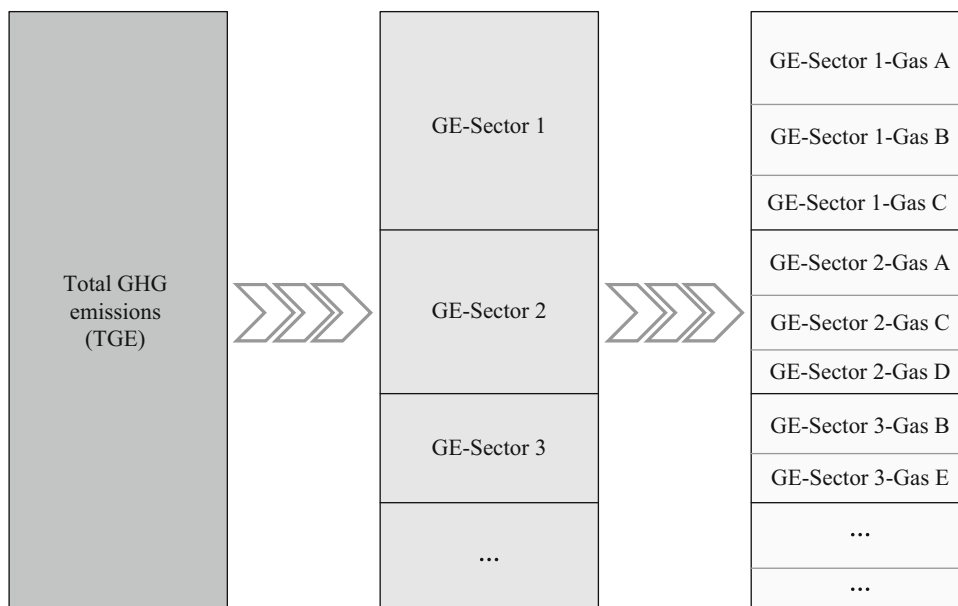 Total GHG
emissions
(TGE)
GE-Sector 1
GE-Sector 2
GE-Sector 3
...
GE-Sector 1-Gas A
GE-Sector 1-Gas B
GE-Sector 1-Gas C
GE-Sector 2-Gas A
GE-Sector 2-Gas C
GE-Sector 2-Gas D
GE-Sector 3-Gas B
GE-Sector 3-Gas E
...
...